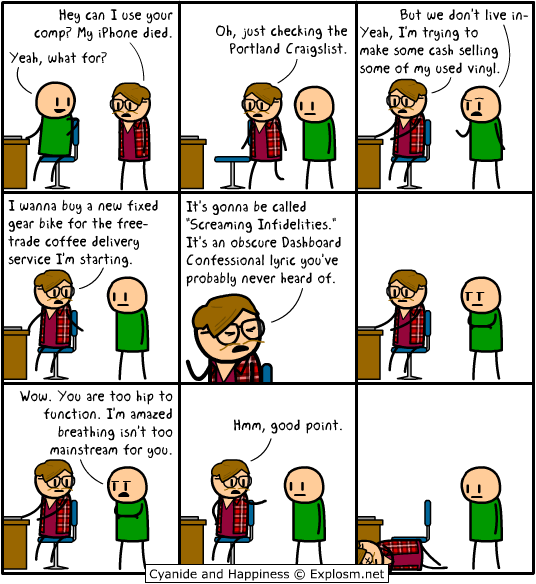 Hey can I use your
comp? My iPhone died.
Yeah, what for?
Oh, just checking the
Portland Craigslist.
But we don't live in-
Yeah, I'm trying to
make some cash selling
some of my used vinyl.
I wanna buy a new fixed
gear bike for the free-
trade coffee delivery
service I'm starting.
It's gonna be called
"Screaming Infidelities."
It's an obscure Dashboard
Confessional lyric you've
probably never heard of.
Wow. You are too hip to
function. I'm amazed
breathing isn't too
mainstream for you.
Hmm, good point.
Cyanide and Happiness © Explosm.net